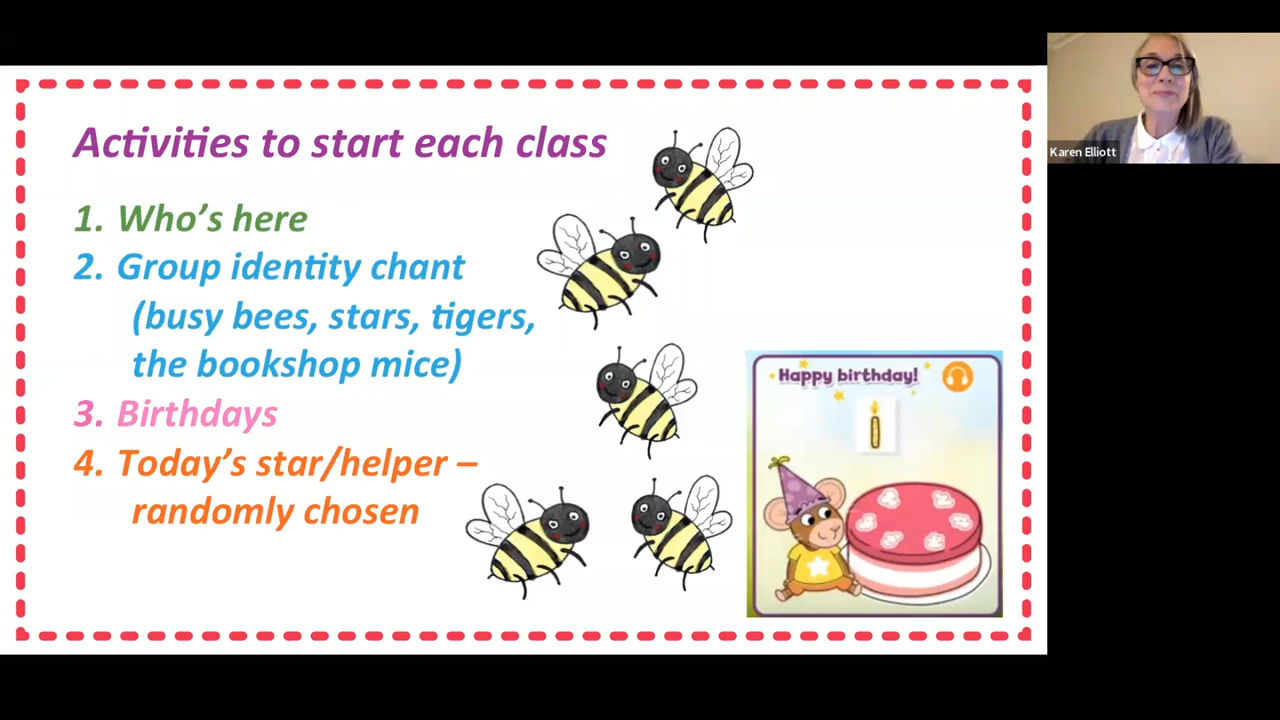 Activities to start each class
1. Who's here
2. Group identity chant
(busy bees, stars, tigers,
the bookshop mice)
3. Birthdays
4. Today's star/helper –
randomly chosen
Happy birthday!
Karen Elliott